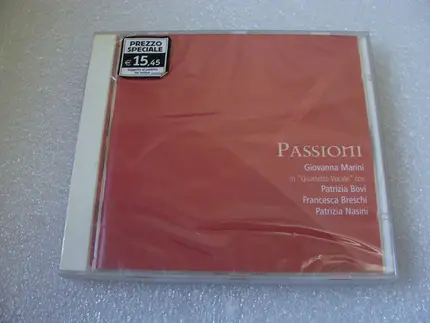 PREZZO
SPECIALE
€ 15,45
PASSIONI
Giovanna Marini
"Quartetto Vocale" con
Patrizia Bovi
Francesca Breschi
Patrizia Nasini